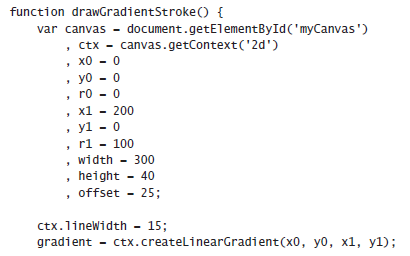 function drawGradientStroke() {
var canvas = document.getElementById('myCanvas')
, ctx = canvas.getContext('2d')
, x0 = 0
, y0 = 0
, r0 = 0
, x1 = 200
, y1 = 0
, r1 = 100
, width = 300
, height = 40
, offset = 25;
ctx.lineWidth = 15;
gradient = ctx.createLinearGradient(x0, y0, x1, y1);